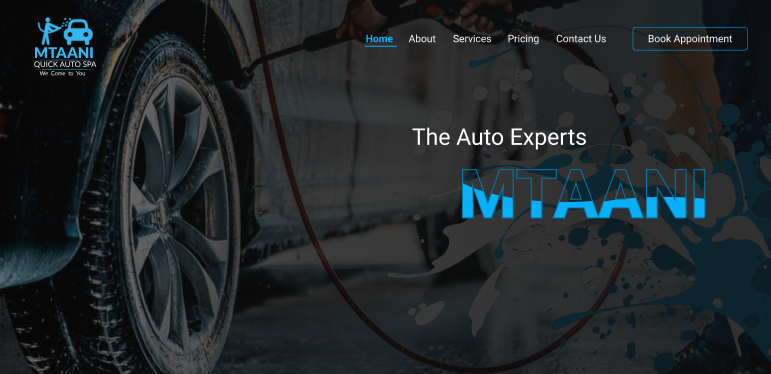 MTAANI
QUICK AUTO SPA
We Come to You
Home About Services Pricing Contact Us Book Appointment
The Auto Experts
MTAANI